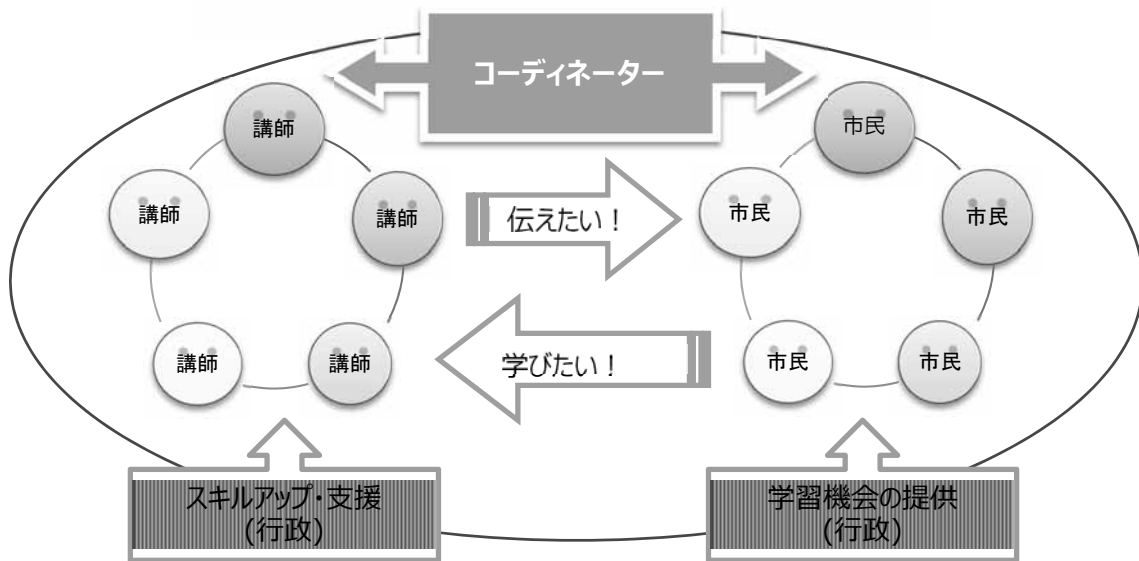 コーディネーター
講師
講師
講師
講師
講師
市民
市民
市民
市民
市民
伝えたい！
学びたい！
スキルアップ・支援
(行政)
学習機会の提供
(行政)